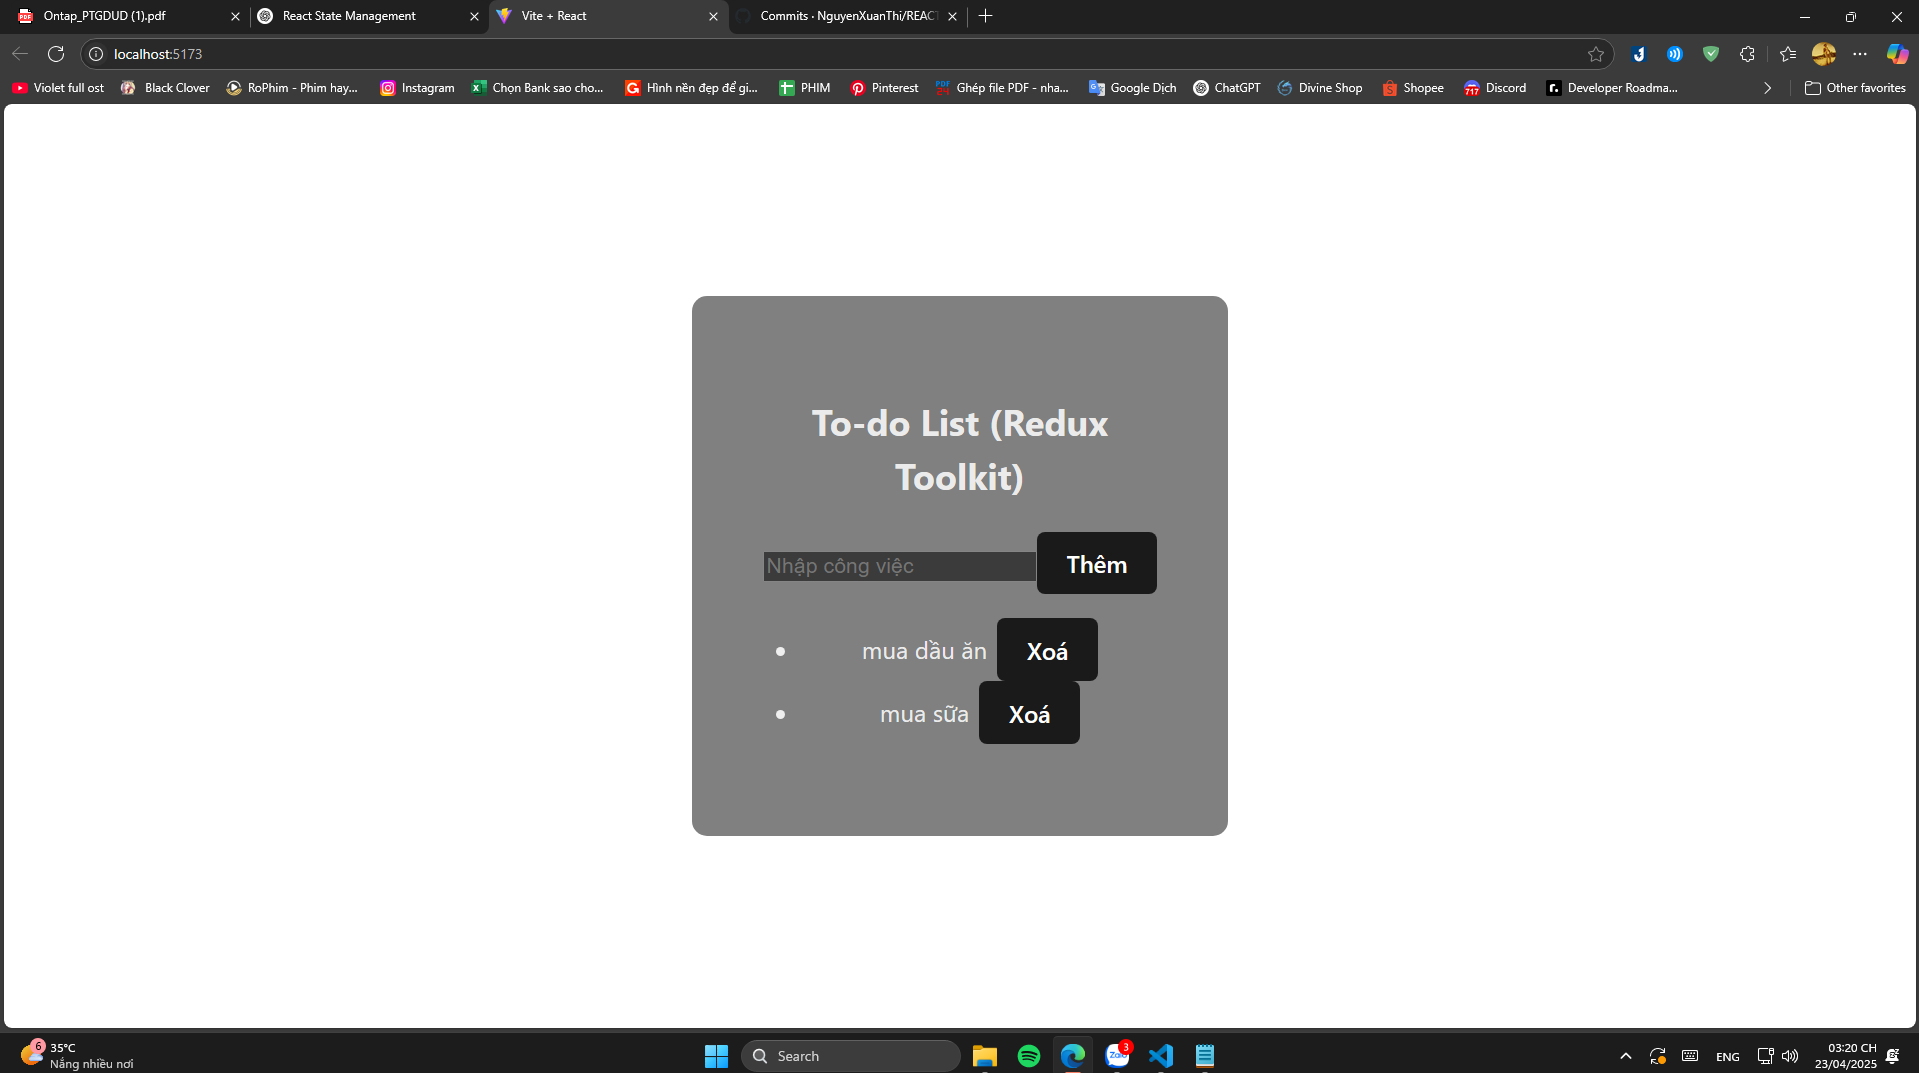 Ontap_PTGDUD (1).pdf
React State Management
Vite + React
Commits · NguyenXuanThi/REACT
localhost:5173
Violet full ost
Black Clover
RoPhim - Phim hay...
Instagram
Chọn Bank sao cho...
Hình nền đẹp để gi...
PHIM
Pinterest
Ghép file PDF - nha...
Google Dịch
ChatGPT
Divine Shop
Shopee
717
Discord
Developer Roadma...
Other favorites
To-do List (Redux
Toolkit)
Nhập công việc
Thêm
mua dầu ăn
Xoá
mua sữa
Xoá
6
35°C
Nắng nhiều nơi
Search
Zalo
3
ENG
03:20 CH
23/04/2025